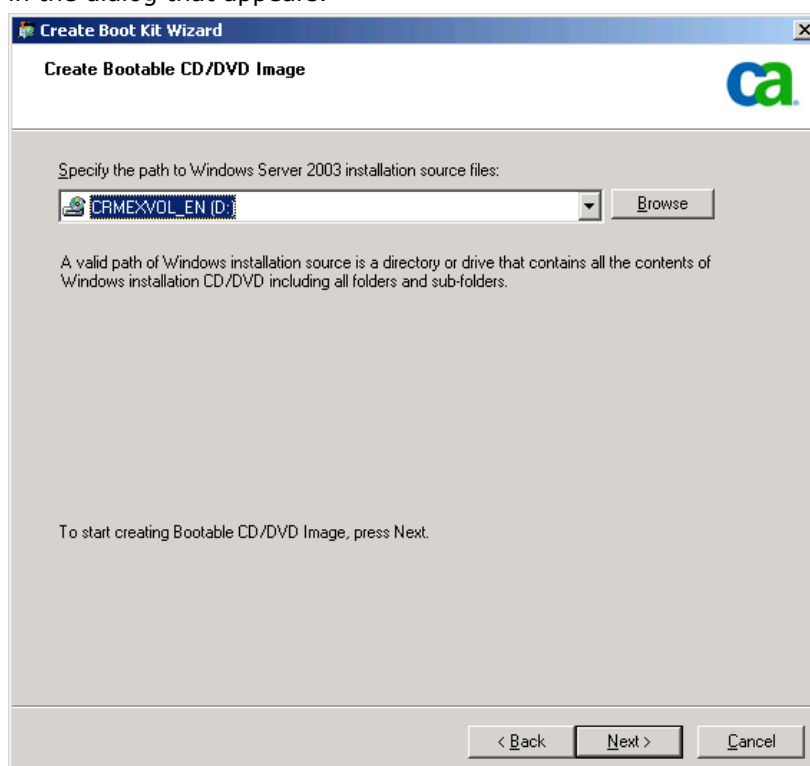 in the dialog that appears.
Create Boot Kit Wizard
Create Bootable CD/DVD Image
ca
Specify the path to Windows Server 2003 installation source files:
CRMEXVOL_EN (D:)
Browse
A valid path of Windows installation source is a directory or drive that contains all the contents of
Windows installation CD/DVD including all folders and sub-folders.
To start creating Bootable CD/DVD Image, press Next.
< Back
Next >
Cancel